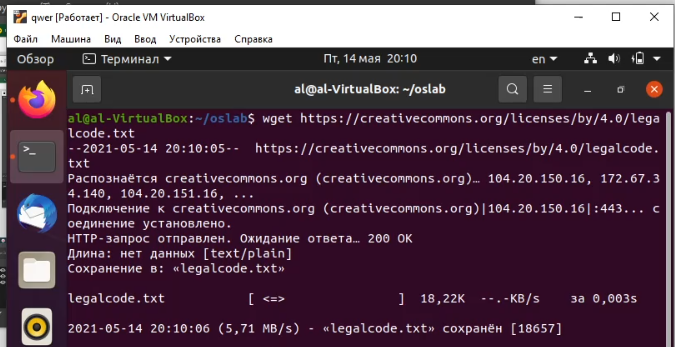 qwer [Работает] - Oracle VM VirtualBox
Файл Машина Вид Ввод Устройства Справка
Обзор Терминал Пт, 14 мая 20:10 en
al@al-VirtualBox: ~/oslab
al@al-VirtualBox:~/oslab$ wget https://creativecommons.org/licenses/by/4.0/lega
lcode.txt
--2021-05-14 20:10:05-- https://creativecommons.org/licenses/by/4.0/legalcode.
txt
Распознаётся creativecommons.org (creativecommons.org)… 104.20.150.16, 172.67.3
4.140, 104.20.151.16, ...
Подключение к creativecommons.org (creativecommons.org)|104.20.150.16|:443... с
оединение установлено.
HTTP-запрос отправлен. Ожидание ответа… 200 OK
Длина: нет данных [text/plain]
Сохранение в: «legalcode.txt»
legalcode.txt [ <=> ] 18,22K --.-KB/s за 0,003s
2021-05-14 20:10:06 (5,71 MB/s) - «legalcode.txt» сохранён [18657]